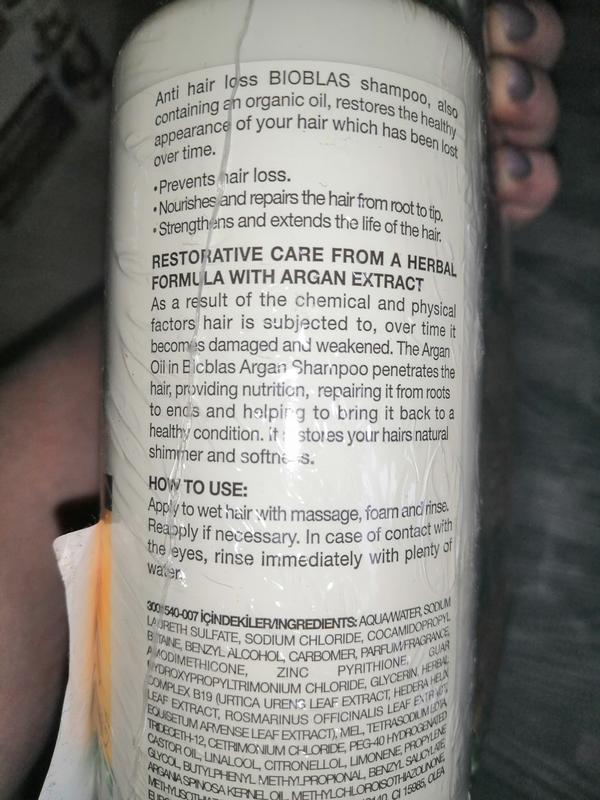 Anti hair loss BIOBLAS shampoo, also
containing an organic oil, restores the healthy
appearance of your hair which has been lost
over time.
•Prevents hair loss.
•Nourishes and repairs the hair from root to tip.
•Strengthens and extends the life of the hair.
RESTORATIVE CARE FROM A HERBAL
FORMULA WITH ARGAN EXTRACT
As a result of the chemical and physical
factors hair is subjected to, over time it
becomes damaged and weakened. The Argan
Oil in Bioblas Argan Shampoo penetrates the
hair, providing nutrition, repairing it from roots
to ends and helping to bring it back to a
healthy condition. It restores your hairs natural
shimmer and softness.
HOW TO USE:
Apply to wet hair with massage, foam and rinse.
Reapply if necessary. In case of contact with
the eyes, rinse immediately with plenty of
water.
İÇİNDEKİLER/INGREDIENTS: AQUA/WATER, SODIUM
LAURETH SULFATE, SODIUM CHLORIDE, COCAMIDOPROPYL
BETAINE, BENZYL ALCOHOL, CARBOMER, PARFUM/FRAGRANCE,
AMODIMETHICONE, ZINC PYRITHIONE, GUAR
HYDROXYPROPYLTRIMONIUM CHLORIDE, GLYCERIN, HERBAL
COMPLEX B19 (URTICA URENS LEAF EXTRACT, HEDERA HELIX
LEAF EXTRACT, ROSMARINUS OFFICINALIS LEAF EXTRACT,
EQUISETUM ARVENSE LEAF EXTRACT), MEL, TETRASODIUM EDTA,
TRIDECETH-12, CETRIMONIUM CHLORIDE, PEG-40 HYDROGENATED
CASTOR OIL, LINALOOL, CITRONELLOL, LIMONENE, PROPYLENE
GLYCOL, BUTYLPHENYL METHYLPROPIONAL, BENZYL SALICYLATE,
ARGANIA SPINOSA KERNEL OIL, METHYLCHLOROISOTHIAZOLINONE,
CI 15985, OLEA